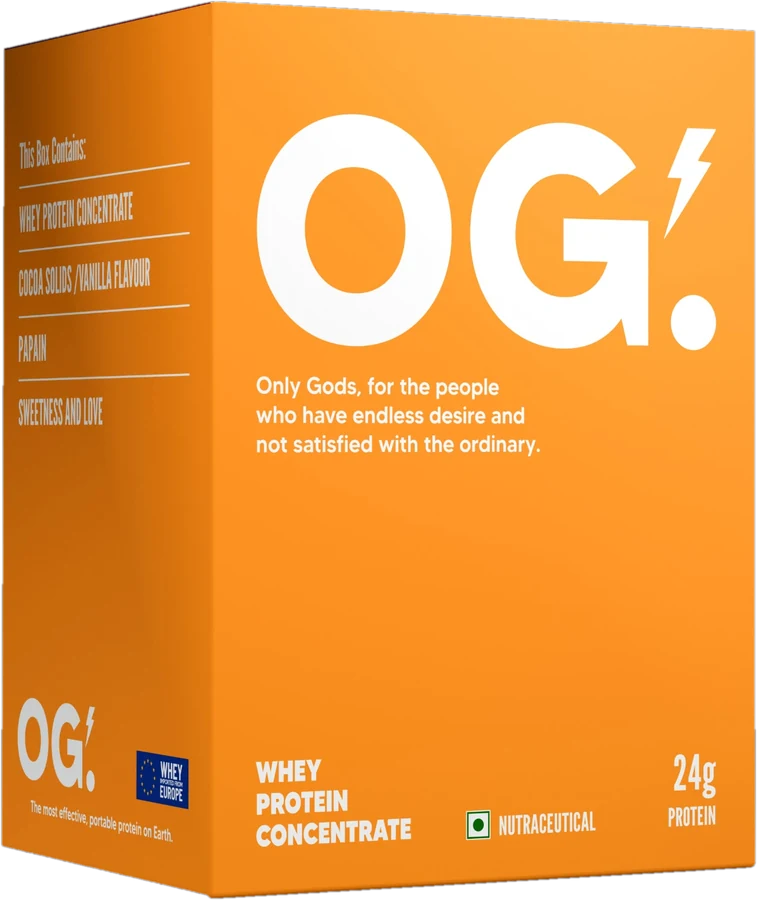 This Box Contains:
WHEY PROTEIN CONCENTRATE
COCOA SOLIDS /VANILLA FLAVOUR
PAPAIN
SWEETNESS AND LOVE
OG.
WHEY
IMPORTED FROM
EUROPE
The most effective, portable protein on Earth.
OG.
Only Gods, for the people
who have endless desire and
not satisfied with the ordinary.
WHEY
PROTEIN
CONCENTRATE
NUTRACEUTICAL
24g
PROTEIN